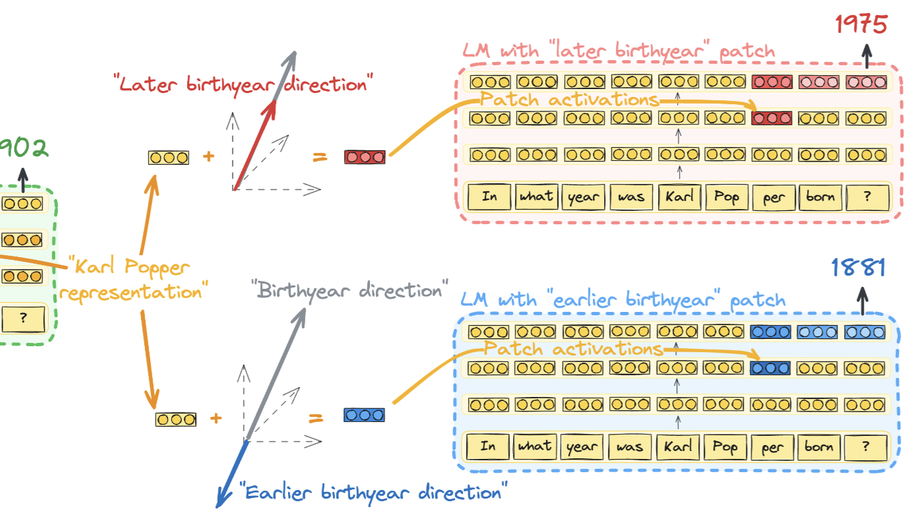 1975
LM with "later birthyear" patch
"Later birthyear direction"
Patch activations
902
+
=
In what year was Karl Pop per born ?
"Karl Popper
representation"
?
1881
"Birthyear direction"
LM with "earlier birthyear" patch
Patch activations
+
=
In what year was Karl Pop per born ?
"Earlier birthyear direction"